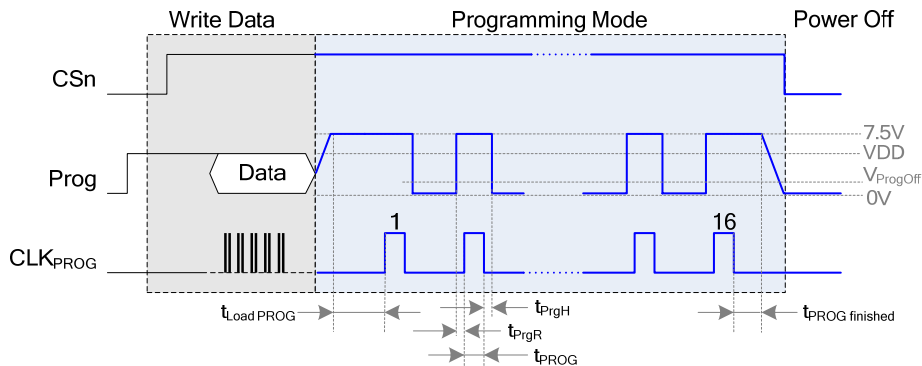 Write Data Programming Mode Power Off
CSn
7.5V
VDD
Prog Data VProgOff
0V
1 16
CLKPROG
tLoad PROG tPrgH tPROG finished
tPrgR
tPROG